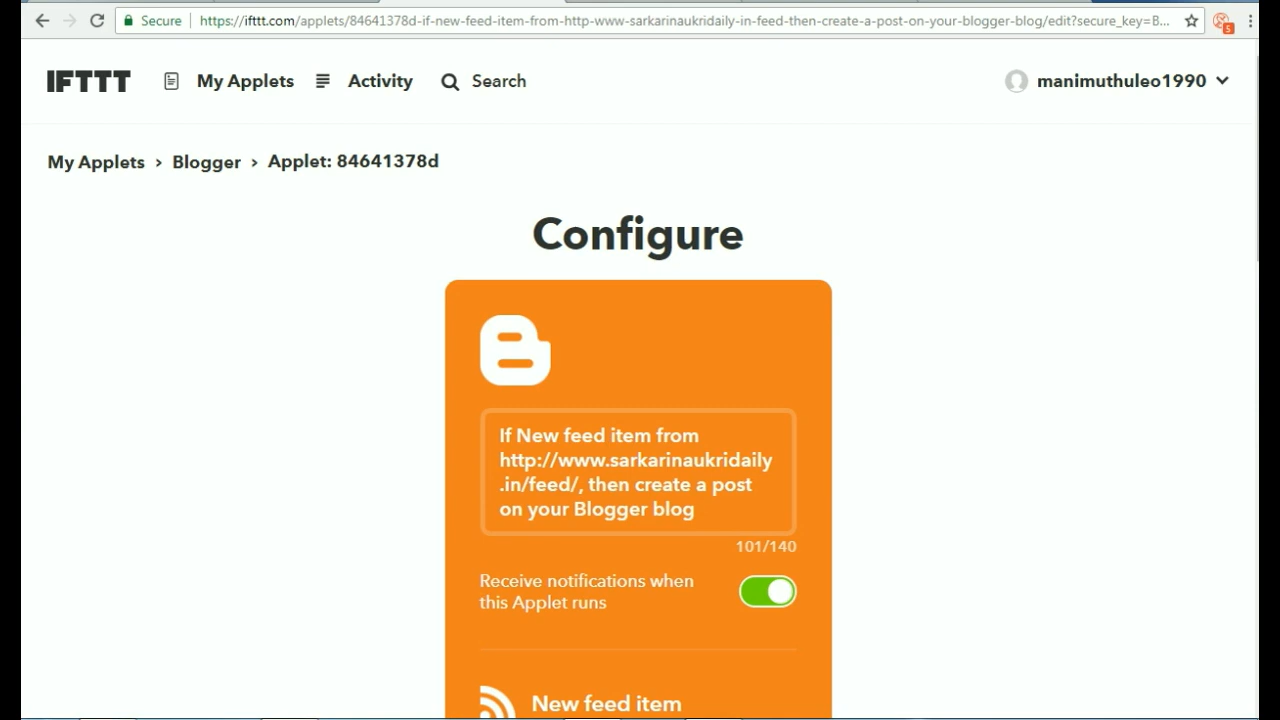 Secure
https://ifttt.com/applets/84641378d-if-new-feed-item-from-http-www-sarkarinaukridaily-in-feed-then-create-a-post-on-your-blogger-blog/edit?secure_key=B...
5
IFTTT My Applets Activity Search manimuthuleo1990
My Applets › Blogger › Applet: 84641378d
Configure
If New feed item from
http://www.sarkarinaukridaily
.in/feed/, then create a post
on your Blogger blog
101/140
Receive notifications when
this Applet runs
New feed item